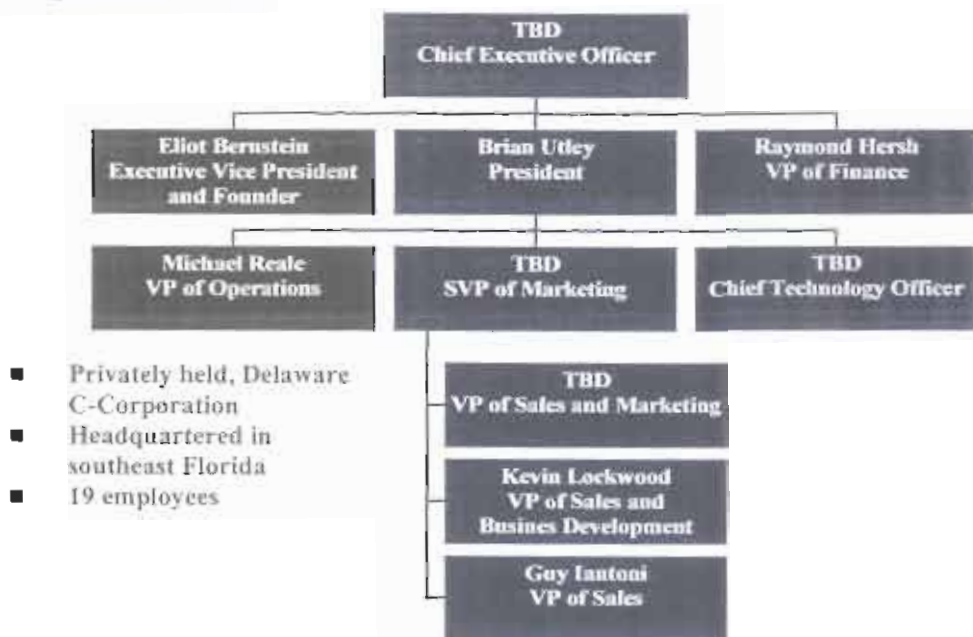 TBD
Chief Executive Officer
Eliot Bernstein
Executive Vice President
and Founder
Brian Utley
President
Raymond Hersh
VP of Finance
Michael Reale
VP of Operations
TBD
SVP of Marketing
TBD
Chief Technology Officer
■ Privately held, Delaware
C-Corporation
■ Headquartered in
southeast Florida
■ 19 employees
TBD
VP of Sales and Marketing
Kevin Lockwood
VP of Sales and
Busines Development
Guy Iantoni
VP of Sales